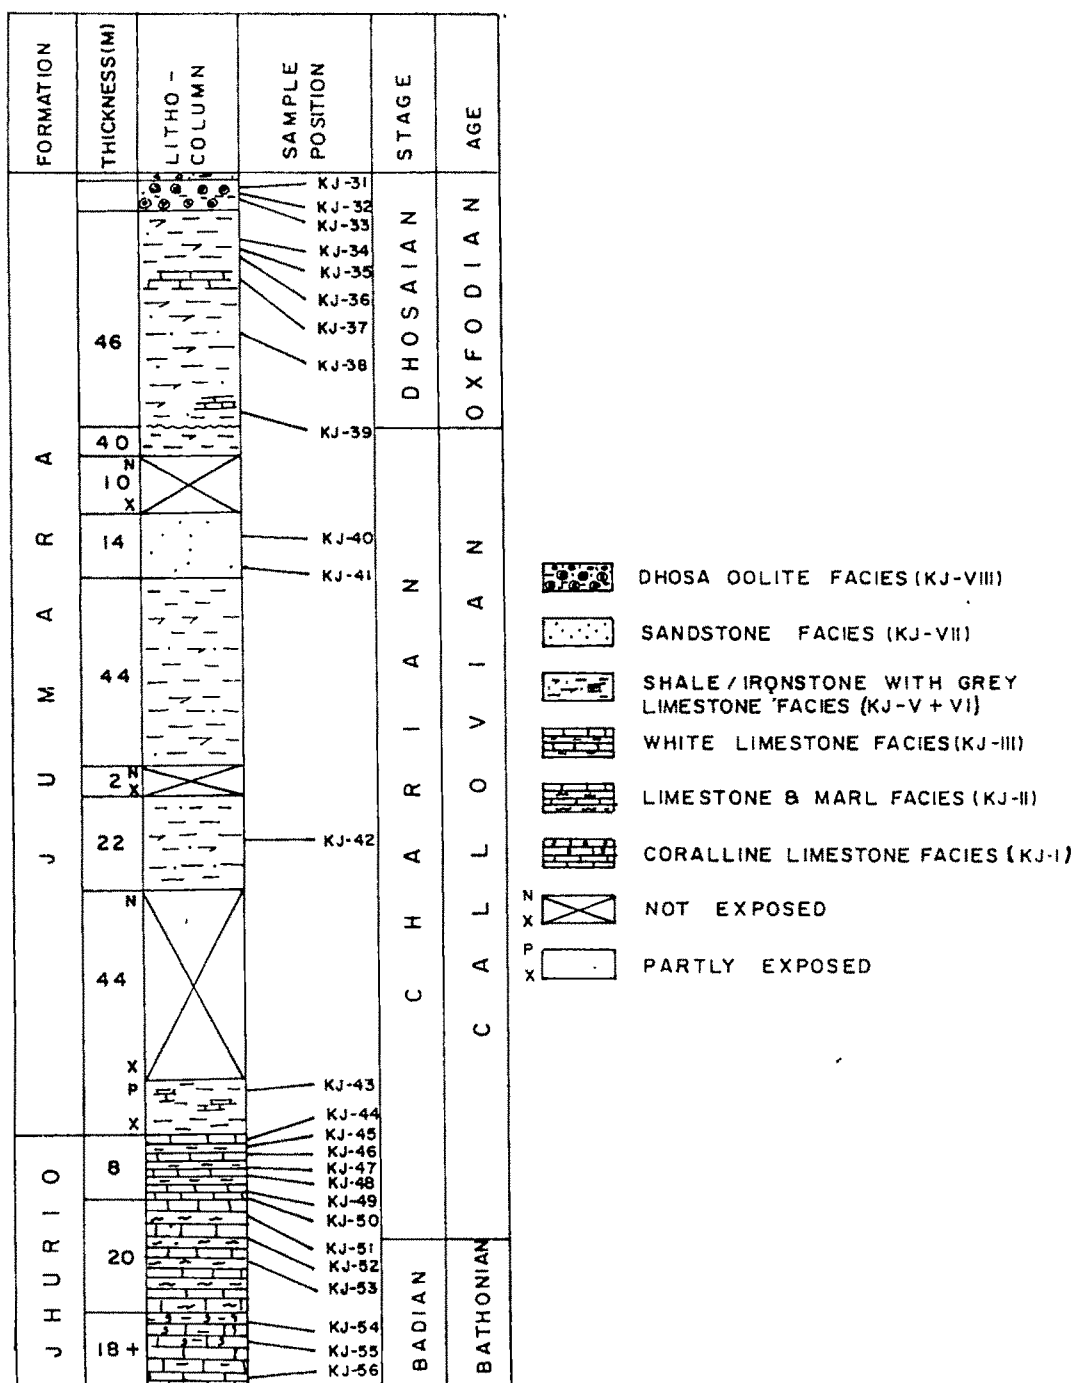 FORMATION
THICKNESS(M)
LITHO-
COLUMN
SAMPLE
POSITION
STAGE
AGE
JUMARA
JHURIO
46
40
N
10
X
14
44
2
N
X
22
N
44
X
P
X
8
20
18+
KJ-31
KJ-32
KJ-33
KJ-34
KJ-35
KJ-36
KJ-37
KJ-38
KJ-39
KJ-40
KJ-41
KJ-42
KJ-43
KJ-44
KJ-45
KJ-46
KJ-47
KJ-48
KJ-49
KJ-50
KJ-51
KJ-52
KJ-53
KJ-54
KJ-55
KJ-56
DHOSAIAN
CHARIAN
BADIAN
OXFODIAN
CALLOVIAN
BATHONIAN
DHOSA OOLITE FACIES (KJ-VIII)
SANDSTONE FACIES (KJ-VII)
SHALE/IRONSTONE WITH GREY
LIMESTONE FACIES (KJ-V + VI)
WHITE LIMESTONE FACIES (KJ-III)
LIMESTONE & MARL FACIES (KJ-II)
CORALLINE LIMESTONE FACIES (KJ-I)
N
X
NOT EXPOSED
P
X
PARTLY EXPOSED